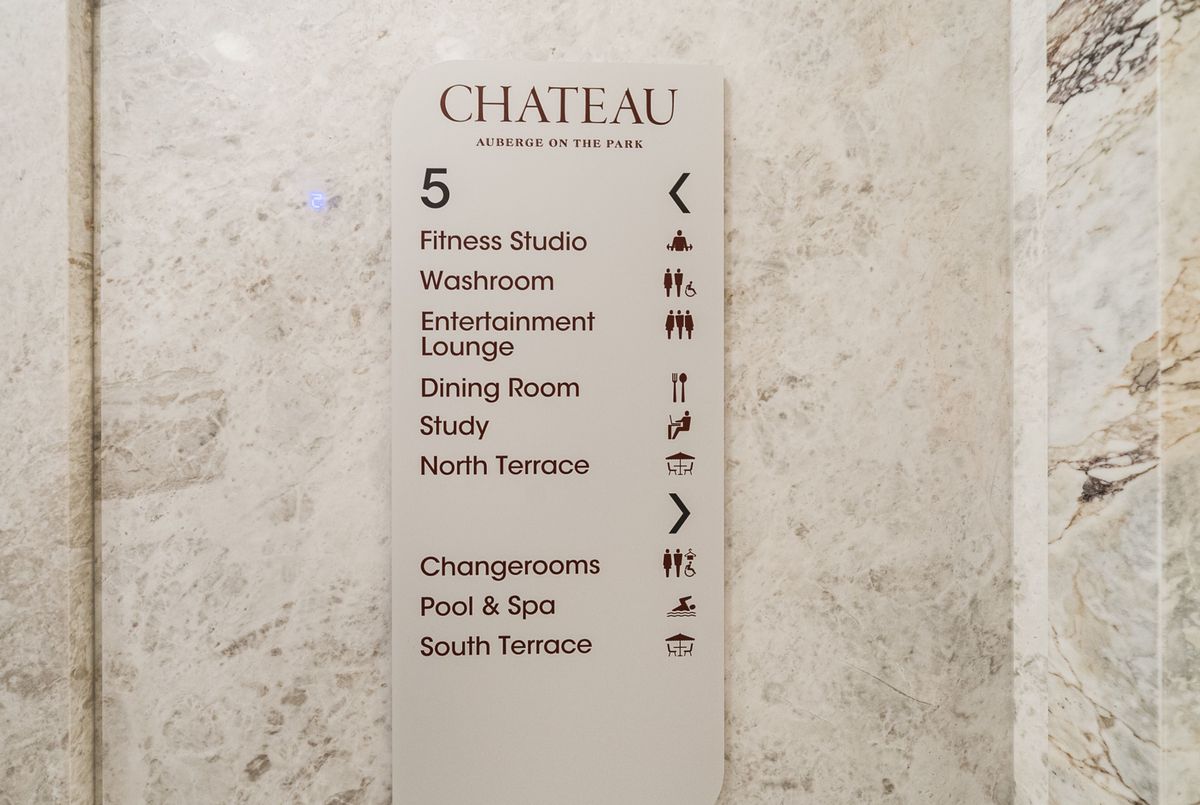 CHATEAU
AUBERGE ON THE PARK
5
Fitness Studio
Washroom
Entertainment
Lounge
Dining Room
Study
North Terrace
Changerooms
Pool & Spa
South Terrace